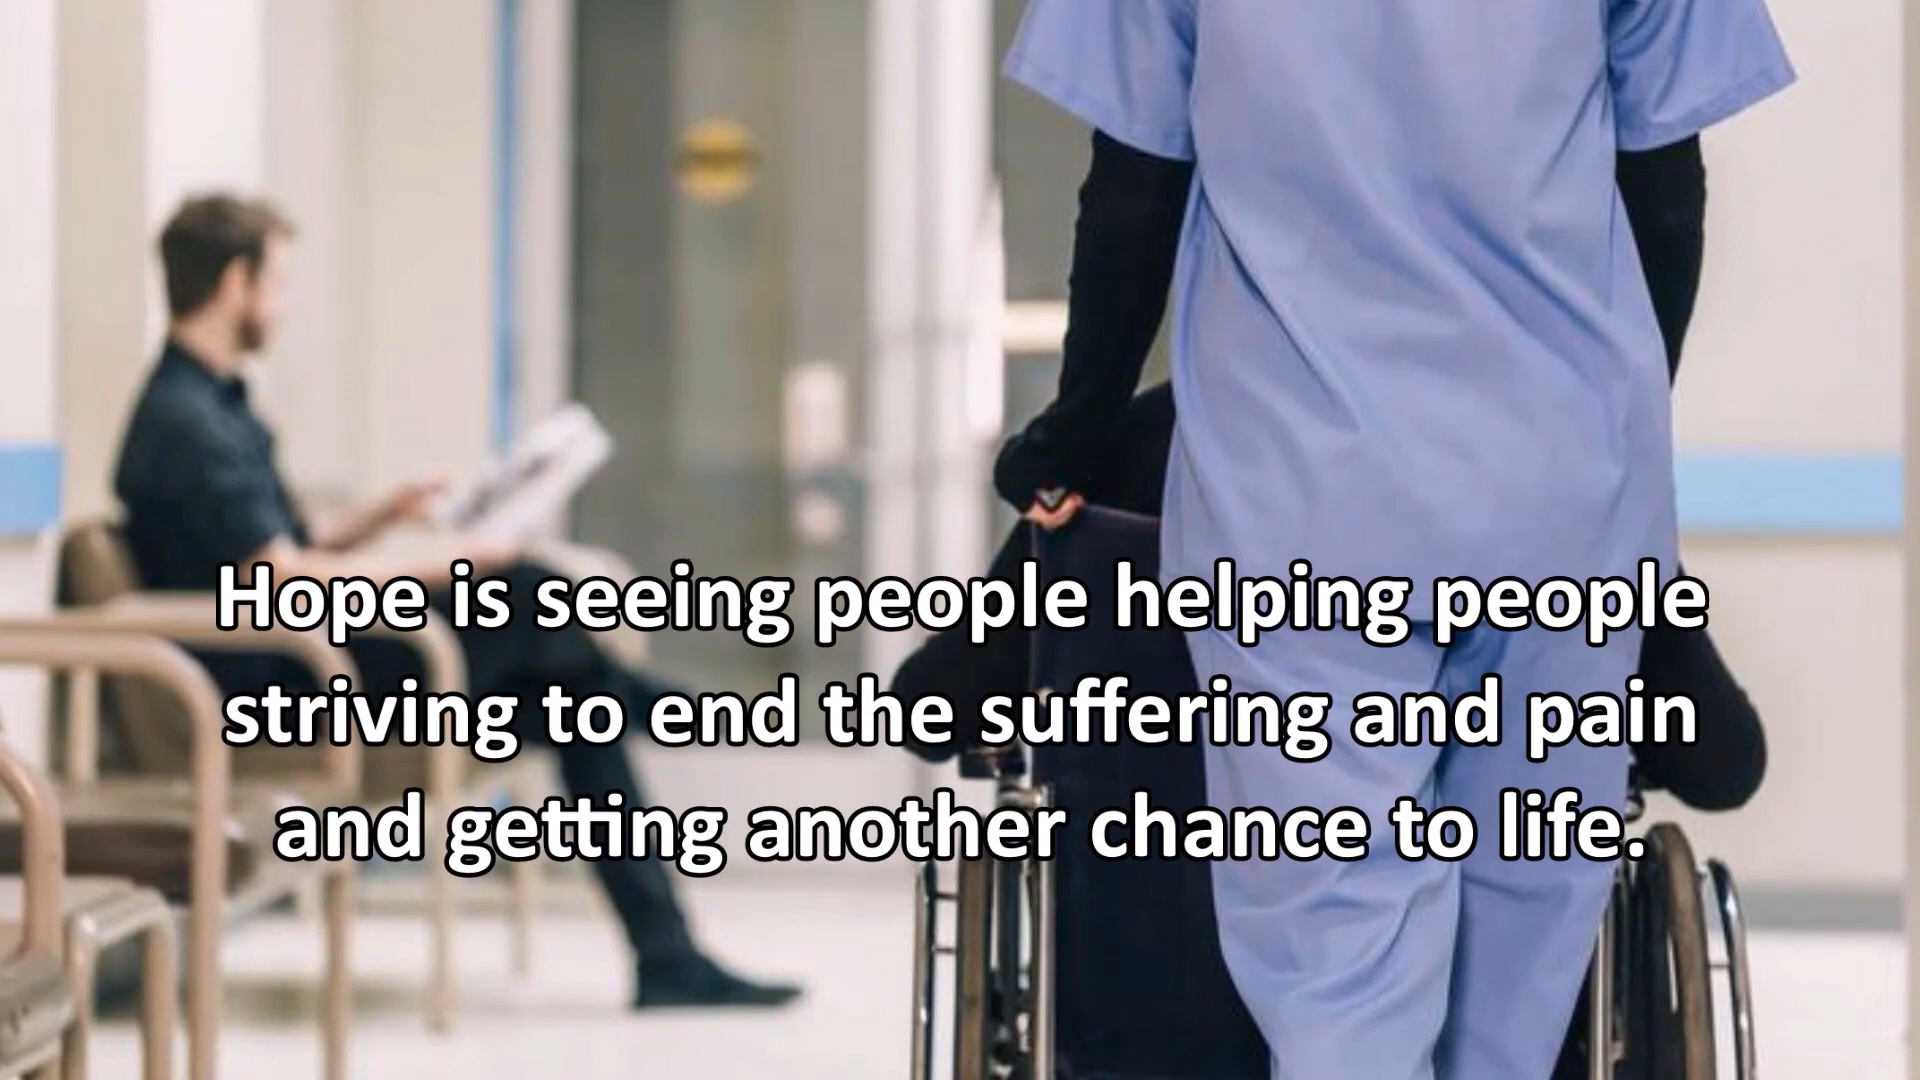 Hope is seeing people helping people
striving to end the suffering and pain
and getting another chance to life.